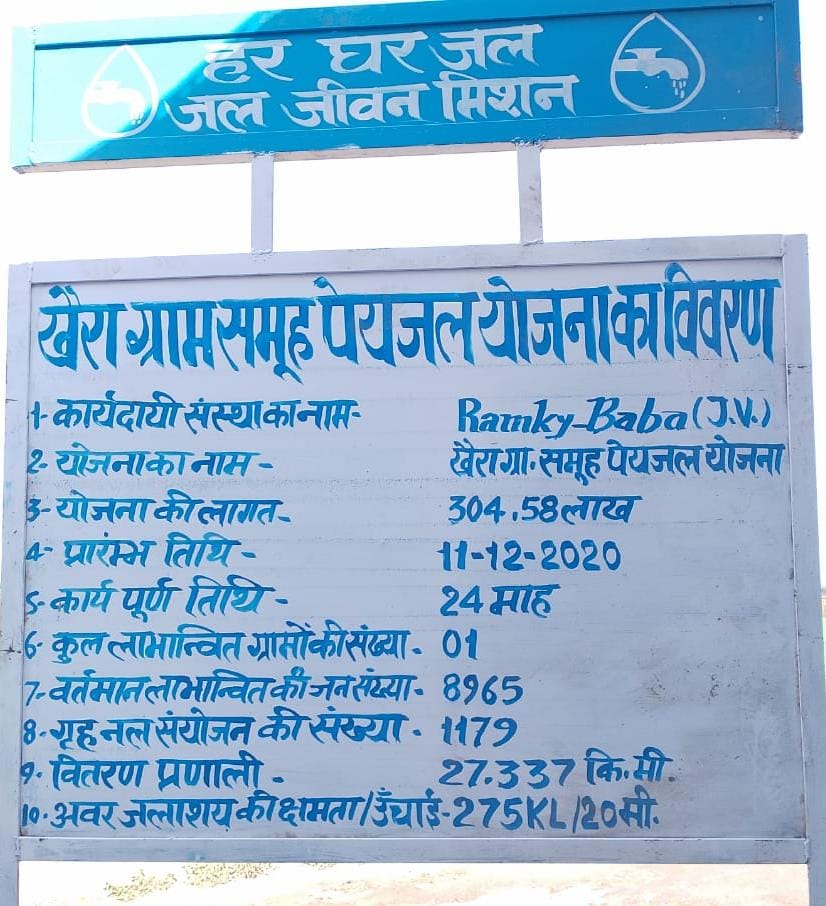 हर घर जल
जल जीवन मिशन
खैरा ग्राम समूह पेयजल योजना का विवरण
1- कार्यदायी संस्था का नाम- Ramky-Baba (J.V.)
2- योजना का नाम - खैरा ग्रा. समूह पेयजल योजना
3- योजना की लागत- 304.58 लाख
4- प्रारंम्भ तिथि - 11-12-2020
5- कार्य पूर्ण तिथि - 24 माह
6- कुल लाभान्वित ग्रामों की संख्या - 01
7- वर्तमान लाभान्वित की जन संख्या - 8965
8- गृह नल संयोजन की संख्या - 1179
9- वितरण प्रणाली - 27.337 कि.मी.
10- अवर जलाशय की क्षमता/उँचाई- 275KL/20मी.